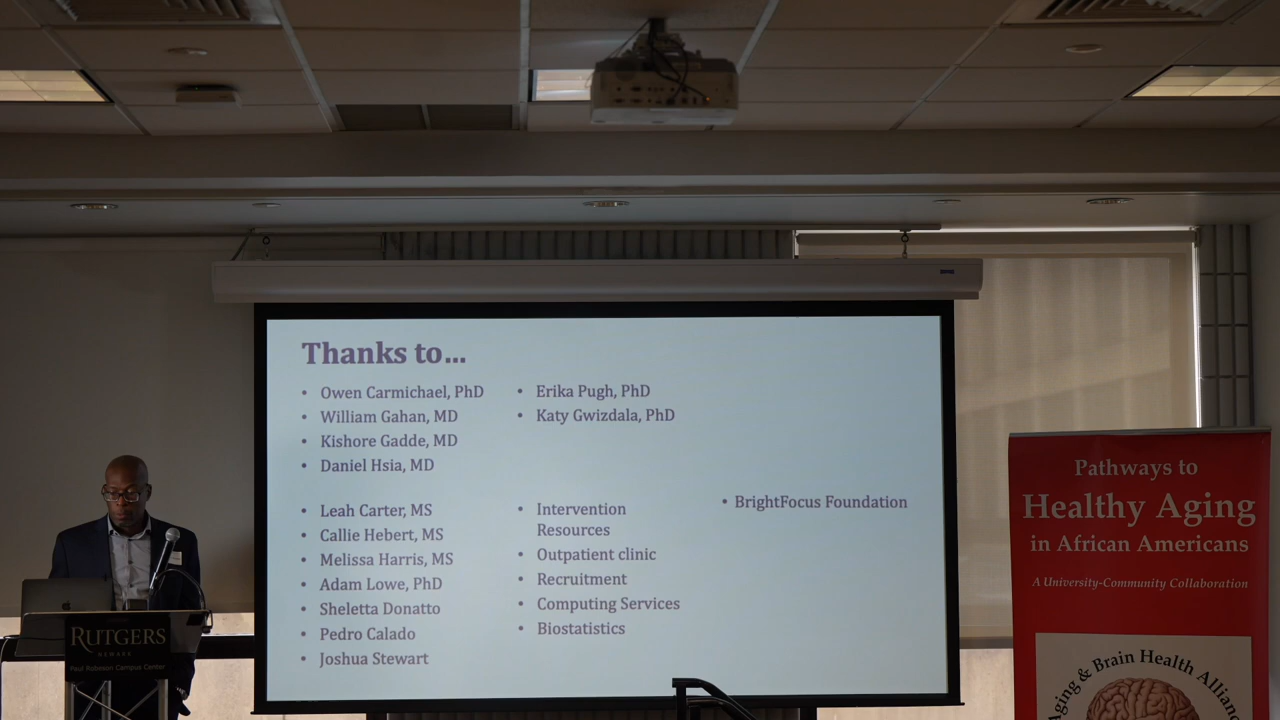 Thanks to...
• Owen Carmichael, PhD
• William Gahan, MD
• Kishore Gadde, MD
• Daniel Hsia, MD
• Leah Carter, MS
• Callie Hebert, MS
• Melissa Harris, MS
• Adam Lowe, PhD
• Sheletta Donatto
• Pedro Calado
• Joshua Stewart
• Erika Pugh, PhD
• Katy Gwizdala, PhD
• Intervention
Resources
• Outpatient clinic
• Recruitment
• Computing Services
• Biostatistics
• BrightFocus Foundation
RUTGERS
NEWARK
Paul Robeson Campus Center
Pathways to
Healthy Aging
in African Americans
A University-Community Collaboration
Aging & Brain Health Allian